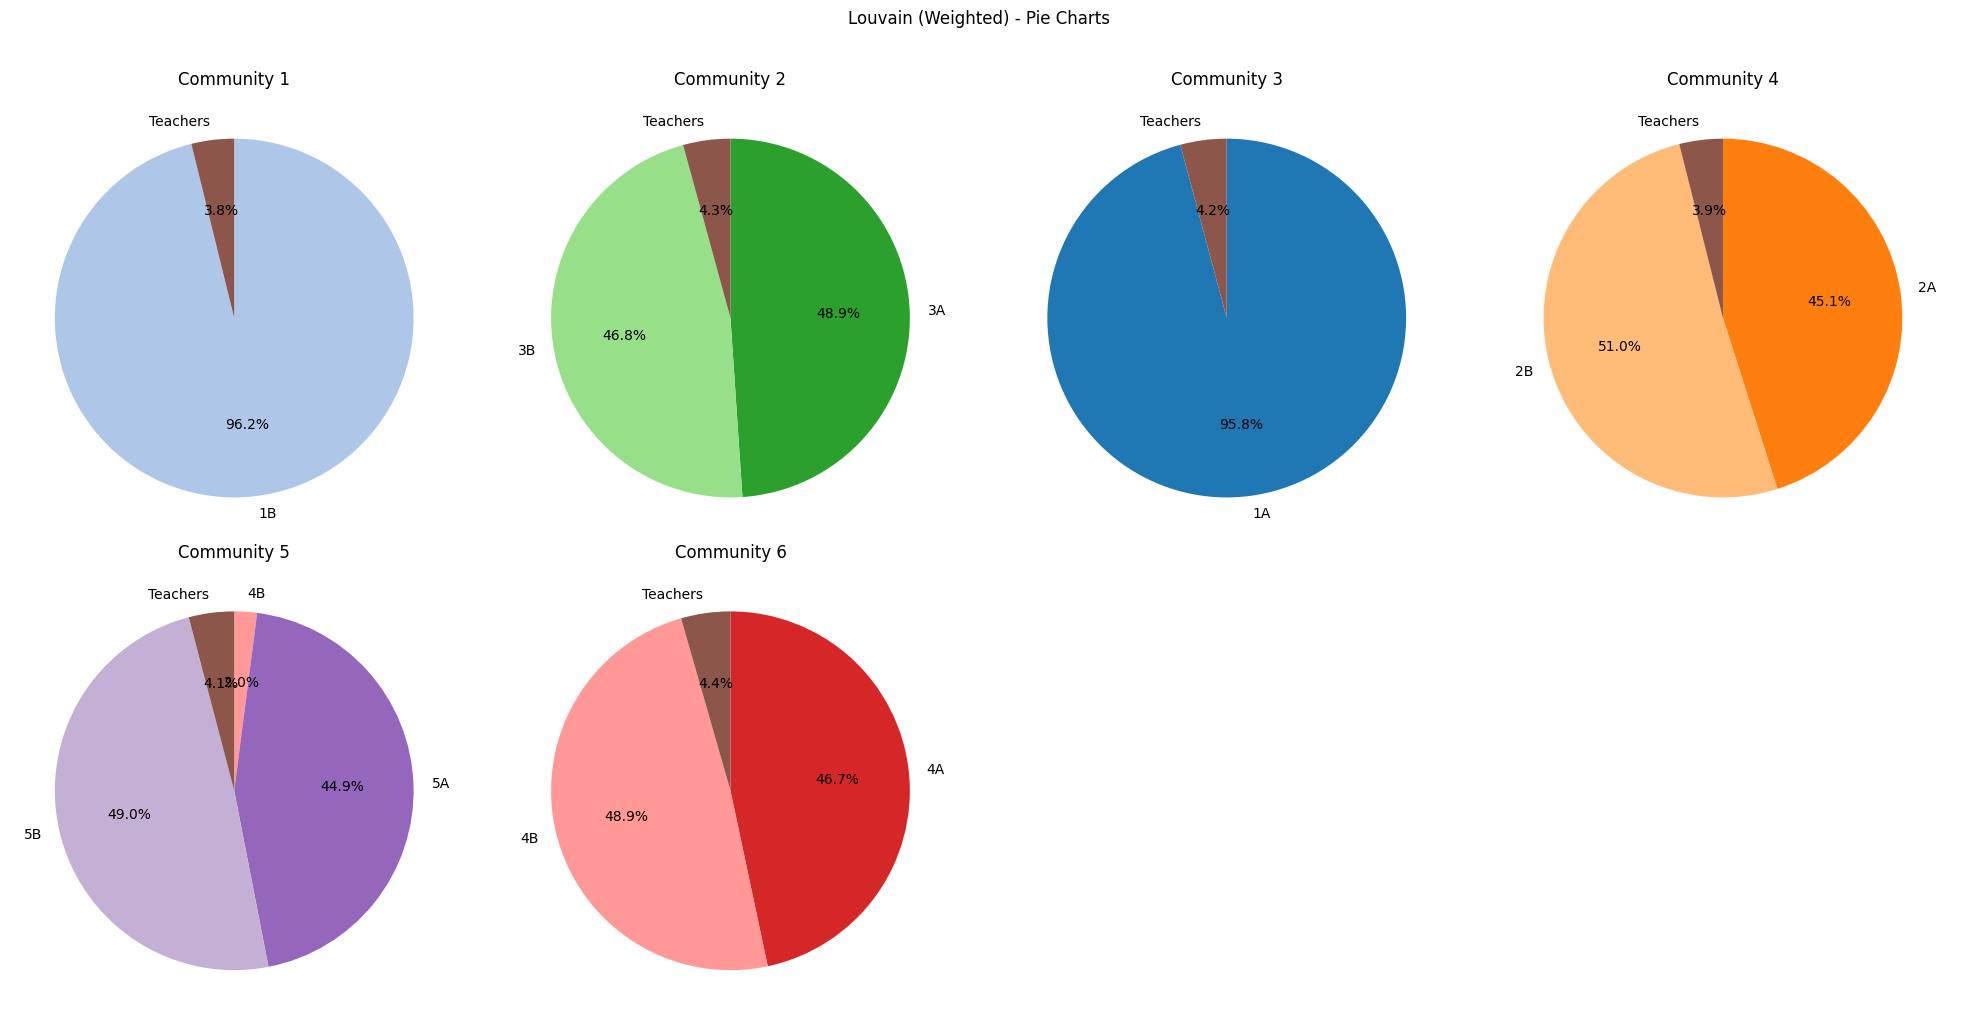 Louvain (Weighted) - Pie Charts
Community 1
Teachers
3.8%
96.2%
1B
Community 2
Teachers
4.3%
48.9%
3A
46.8%
3B
Community 3
Teachers
4.2%
95.8%
1A
Community 4
Teachers
3.9%
45.1%
2A
51.0%
2B
Community 5
Teachers
4B
4.1%
2.0%
44.9%
5A
49.0%
5B
Community 6
Teachers
4.4%
46.7%
4A
48.9%
4B